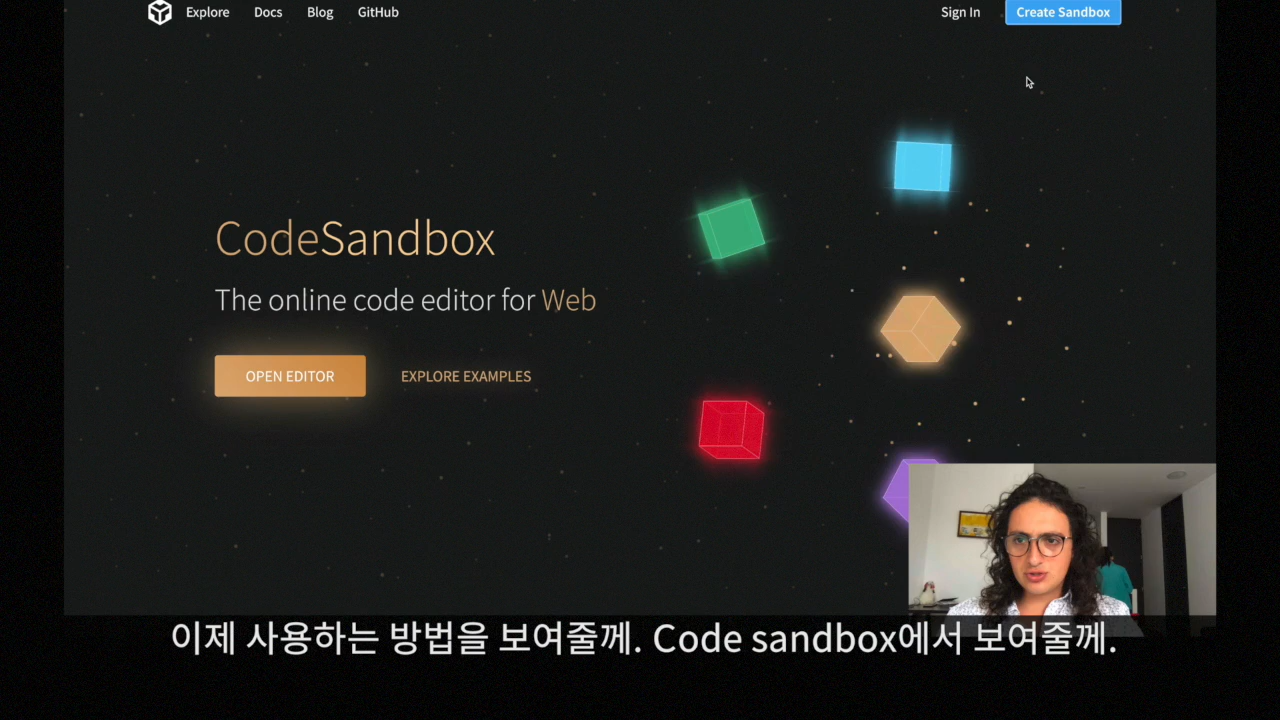 Explore Docs Blog GitHub Sign In Create Sandbox
CodeSandbox
The online code editor for Web
OPEN EDITOR EXPLORE EXAMPLES
이제 사용하는 방법을 보여줄께. Code sandbox에서 보여줄께.